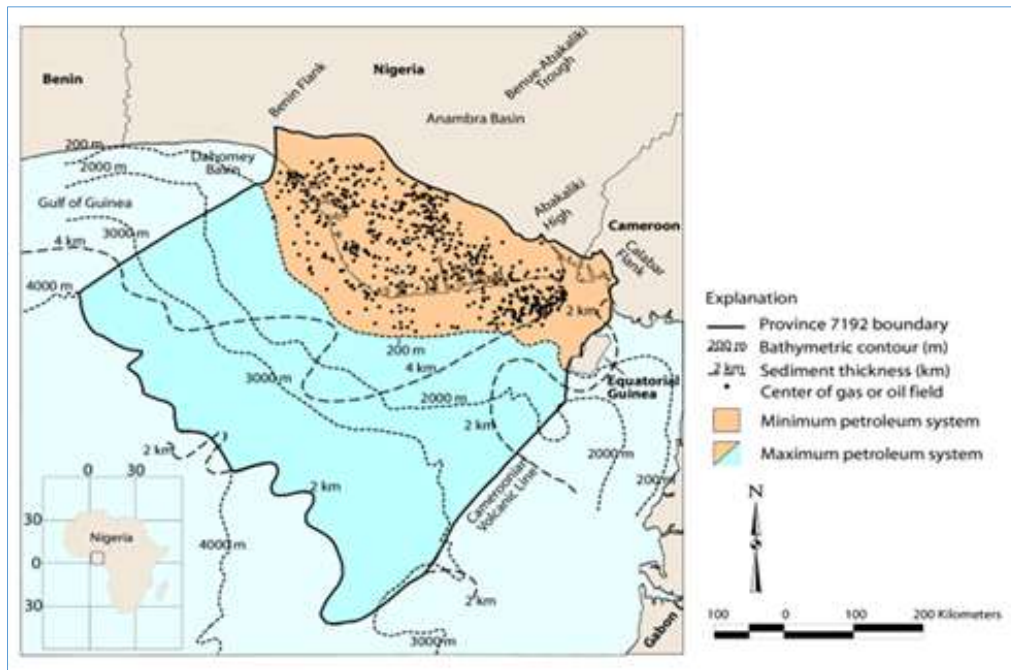 Benin
Nigeria
Benue-Abakaliki
Trough
Benin Flank
Anambra Basin
200 m
2000 m
Dahomey
Basin
Gulf of Guinea
3000 m
4 km
4000 m
Abakaliki
High
Cameroon
Calabar
Flank
2 km
200 m
4 km
3000 m
2000 m
Equatorial
Guinea
2 km
2000 m
200 m
2 km
2 km
Cameroonian
Volcanic Line
4000 m
2 km
3000 m
Gabon
0 30
Nigeria
30
0
30
Explanation
Province 7192 boundary
200 m Bathymetric contour (m)
2 km Sediment thickness (km)
Center of gas or oil field
Minimum petroleum system
Maximum petroleum system
N
100 0 100 200 Kilometers